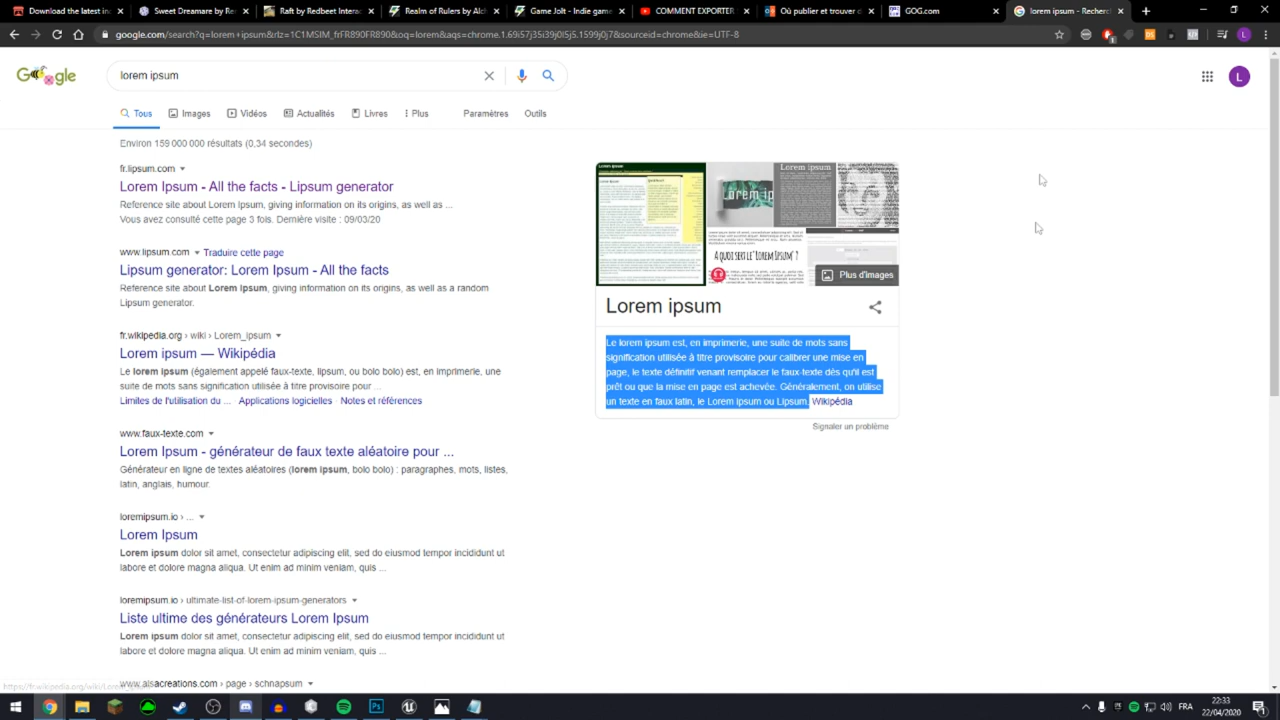 Download the latest in
Sweet Dreamare by Re
Raft by Redbeet Interac
Realm of Rulers by Alch
Game Jolt - Indie game
COMMENT EXPORTER
Où publier et trouver d
GOG.com
lorem ipsum - Recherc
google.com/search?q=lorem+ipsum&rlz=1C1MSIM_frFR890FR890&oq=lorem&aqs=chrome.1.69i57j35i39j0l5j5.1599j0j7&sourceid=chrome&ie=UTF-8
lorem ipsum
L
Tous
Images
Vidéos
Actualités
Livres
Plus
Paramètres
Outils
Environ 159 000 000 résultats (0,34 secondes)
fr.lipsum.com
Lorem Ipsum - All the facts - Lipsum generator
Reference site about Lorem Ipsum, giving information on its origins, as well as ...
Vous avez consulté cette page 3 fois. Dernière visite : 09/02/20
www.lipsum.com Traduire cette page
Lipsum generator: Lorem Ipsum - All the facts
Reference site about Lorem Ipsum, giving information on its origins, as well as a random
Lipsum generator.
fr.wikipedia.org › wiki › Lorem_ipsum
Lorem ipsum — Wikipédia
Le lorem ipsum (également appelé faux-texte, lipsum, ou bolo bolo) est, en imprimerie, une
suite de mots sans signification utilisée à titre provisoire pour ...
Limites de l'utilisation du ... · Applications logicielles · Notes et références
www.faux-texte.com
Lorem Ipsum - générateur de faux texte aléatoire pour ...
Générateur en ligne de textes aléatoires (lorem ipsum, bolo bolo) : paragraphes, mots, listes,
latin, anglais, humour.
loremipsum.io › ...
Lorem Ipsum
Lorem ipsum dolor sit amet, consectetur adipiscing elit, sed do eiusmod tempor incididunt ut
labore et dolore magna aliqua. Ut enim ad minim veniam, quis ...
loremipsum.io › ultimate-list-of-lorem-ipsum-generators
Liste ultime des générateurs Lorem Ipsum
Lorem ipsum dolor sit amet, consectetur adipiscing elit, sed do eiusmod tempor incididunt ut
labore et dolore magna aliqua. Ut enim ad minim veniam, quis ...
www.alsacreations.com › page › schnapsum
Lorem ipsum
A QUOI SERT LE "LOREM IPSUM" ?
Plus d'images
Lorem ipsum
Le lorem ipsum est, en imprimerie, une suite de mots sans
signification utilisée à titre provisoire pour calibrer une mise en
page, le texte définitif venant remplacer le faux-texte dès qu'il est
prêt ou que la mise en page est achevée. Généralement, on utilise
un texte en faux latin, le Lorem ipsum ou Lipsum. Wikipédia
Signaler un problème
FRA
22:33
22/04/2020